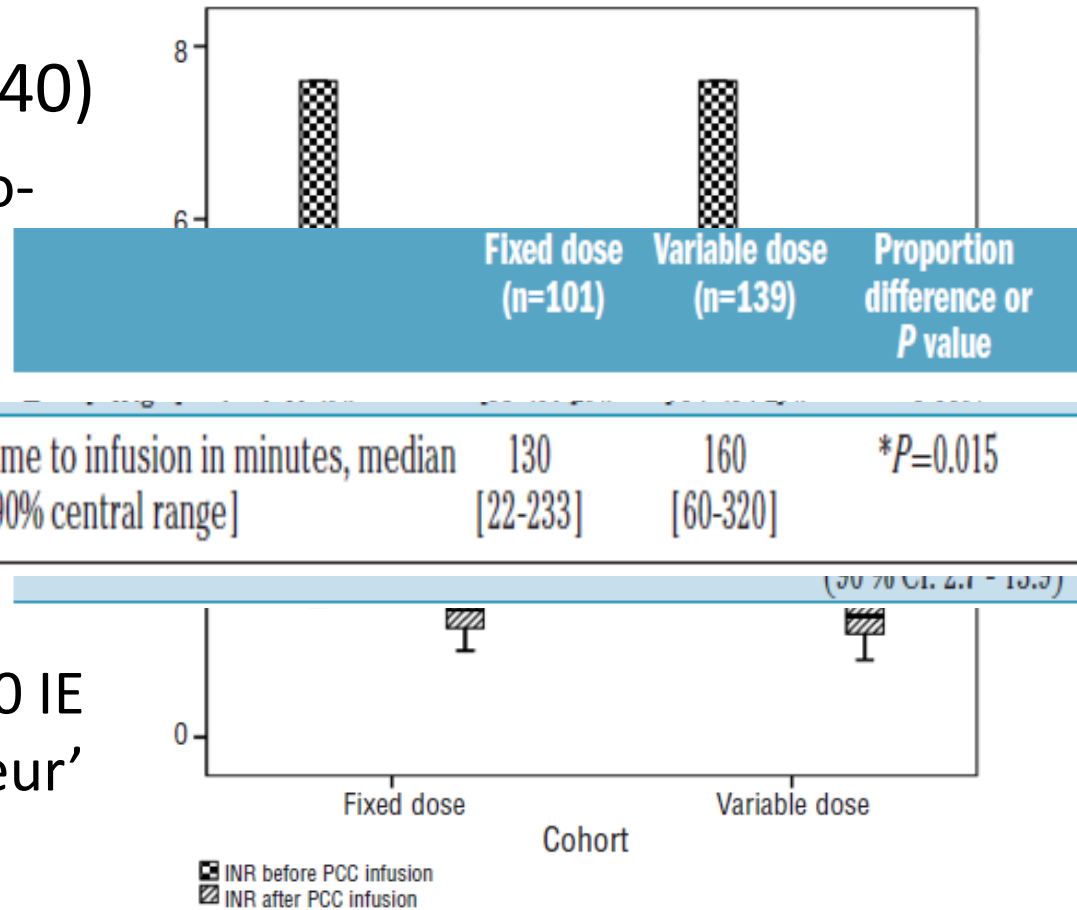 8
40)
o-
6
Fixed dose Variable dose Proportion
(n=101) (n=139) difference or
P value
me to infusion in minutes, median 130 160 *P=0.015
90% central range] [22-233] [60-320]
0 IE
0
eur’
Fixed dose Variable dose
Cohort
INR before PCC infusion
INR after PCC infusion